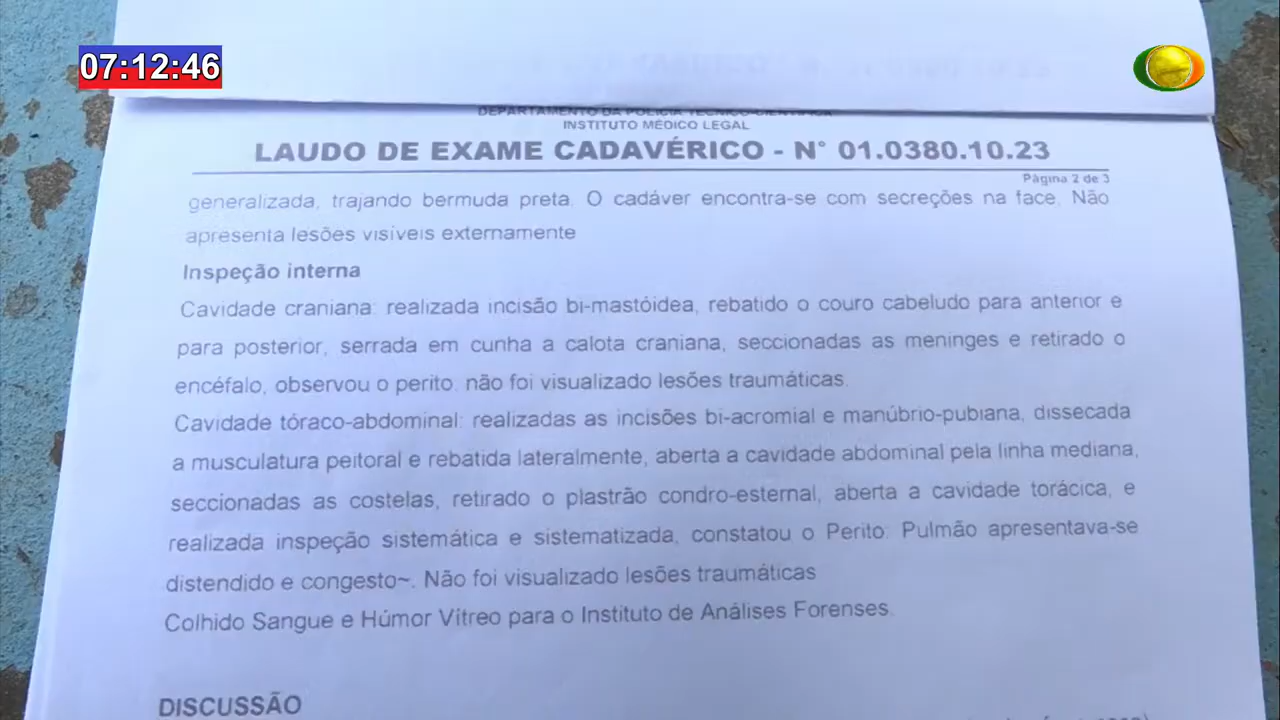 07:12:46
DEPARTAMENTO DA POLÍCIA TÉCNICO-CIENTÍFICA
INSTITUTO MÉDICO LEGAL
LAUDO DE EXAME CADAVÉRICO - N° 01.0380.10.23
Página 2 de 3
generalizada, trajando bermuda preta. O cadáver encontra-se com secreções na face. Não
apresenta lesões visiveis externamente
Inspeção interna
Cavidade craniana: realizada incisão bi-mastóidea, rebatido o couro cabeludo para anterior e
para posterior, serrada em cunha a calota craniana, seccionadas as meninges e retirado o
encéfalo, observou o perito: não foi visualizado lesões traumáticas.
Cavidade tóraco-abdominal: realizadas as incisões bi-acromial e manúbrio-pubiana, dissecada
a musculatura peitoral e rebatida lateralmente, aberta a cavidade abdominal pela linha mediana,
seccionadas as costelas, retirado o plastrão condro-esternal, aberta a cavidade torácica, e
realizada inspeção sistemática e sistematizada, constatou o Perito: Pulmão apresentava-se
distendido e congesto~. Não foi visualizado lesões traumáticas
Colhido Sangue e Húmor Vítreo para o Instituto de Análises Forenses.
DISCUSSÃO